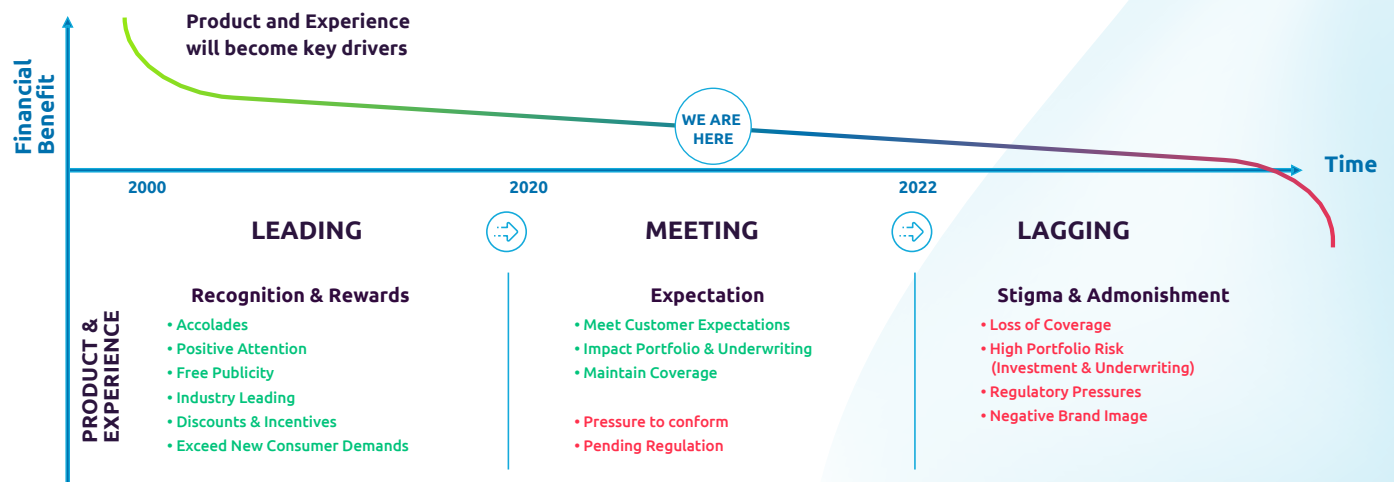 Product and Experience
will become key drivers
Financial
Benefit
WE ARE
HERE
Time
2000
2020
2022
LEADING
MEETING
LAGGING
PRODUCT &
EXPERIENCE
Recognition & Rewards
• Accolades
• Positive Attention
• Free Publicity
• Industry Leading
• Discounts & Incentives
• Exceed New Consumer Demands
Expectation
• Meet Customer Expectations
• Impact Portfolio & Underwriting
• Maintain Coverage
• Pressure to conform
• Pending Regulation
Stigma & Admonishment
• Loss of Coverage
• High Portfolio Risk
(Investment & Underwriting)
• Regulatory Pressures
• Negative Brand Image